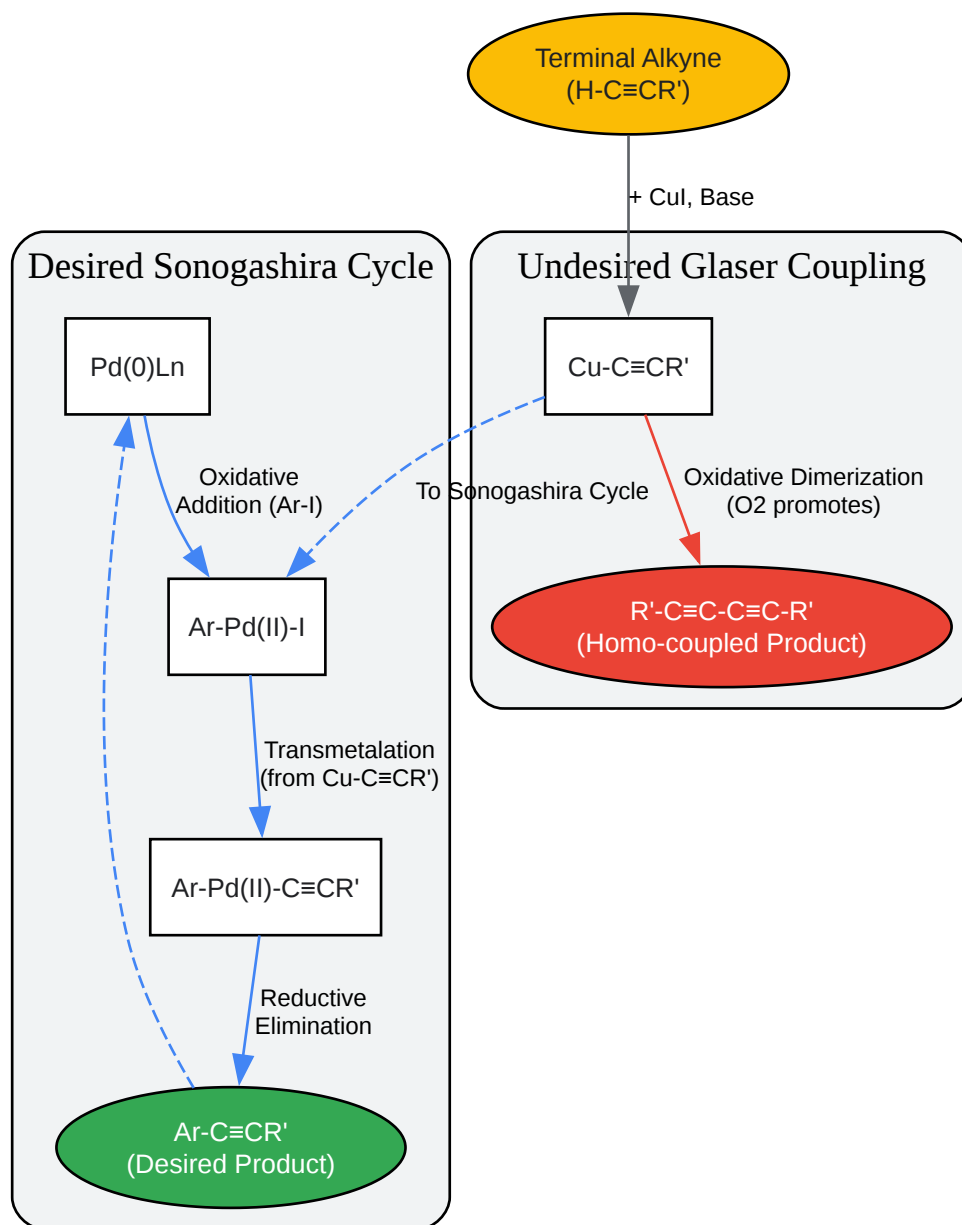 Terminal Alkyne
(H-C≡CR')
+ CuI, Base
Desired Sonogashira Cycle
Undesired Glaser Coupling
Pd(0)Ln
Cu-C≡CR'
Oxidative
Addition (Ar-I)
To Sonogashira Cycle
Oxidative Dimerization
(O2 promotes)
Ar-Pd(II)-I
R'-C≡C-C≡C-R'
(Homo-coupled Product)
Transmetalation
(from Cu-C≡CR')
Ar-Pd(II)-C≡CR'
Reductive
Elimination
Ar-C≡CR'
(Desired Product)